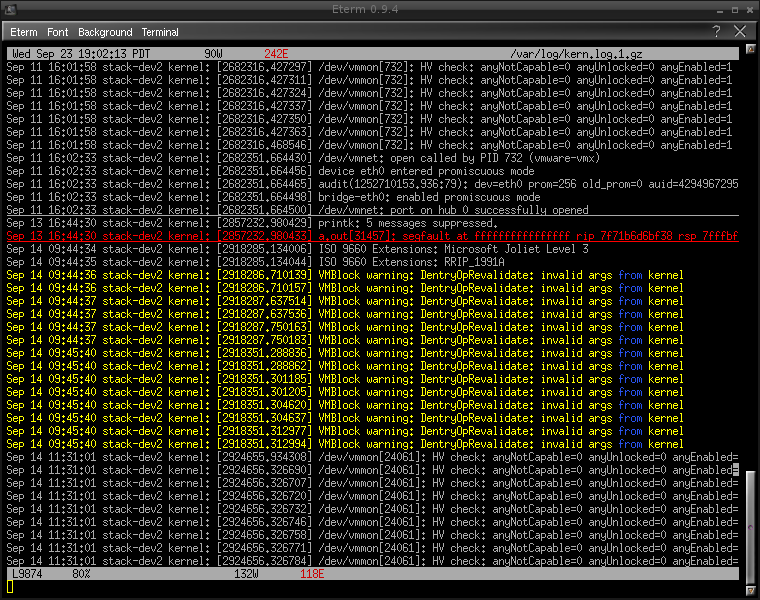 Eterm 0.9.4
Eterm Font Background Terminal ?
Wed Sep 23 19:02:13 PDT 90W 242E /var/log/kern.log.1.gz
Sep 11 16:01:58 stack-dev2 kernel: [2682316.427297] /dev/vmmon[732]: HV check: anyNotCapable=0 anyUnlocked=0 anyEnabled=1
Sep 11 16:01:58 stack-dev2 kernel: [2682316.427311] /dev/vmmon[732]: HV check: anyNotCapable=0 anyUnlocked=0 anyEnabled=1
Sep 11 16:01:58 stack-dev2 kernel: [2682316.427324] /dev/vmmon[732]: HV check: anyNotCapable=0 anyUnlocked=0 anyEnabled=1
Sep 11 16:01:58 stack-dev2 kernel: [2682316.427337] /dev/vmmon[732]: HV check: anyNotCapable=0 anyUnlocked=0 anyEnabled=1
Sep 11 16:01:58 stack-dev2 kernel: [2682316.427350] /dev/vmmon[732]: HV check: anyNotCapable=0 anyUnlocked=0 anyEnabled=1
Sep 11 16:01:58 stack-dev2 kernel: [2682316.427363] /dev/vmmon[732]: HV check: anyNotCapable=0 anyUnlocked=0 anyEnabled=1
Sep 11 16:01:58 stack-dev2 kernel: [2682316.468546] /dev/vmmon[732]: HV check: anyNotCapable=0 anyUnlocked=0 anyEnabled=1
Sep 11 16:02:33 stack-dev2 kernel: [2682351.664430] /dev/vmnet: open called by PID 732 (vmware-vmx)
Sep 11 16:02:33 stack-dev2 kernel: [2682351.664456] device eth0 entered promiscuous mode
Sep 11 16:02:33 stack-dev2 kernel: [2682351.664465] audit(1252710153.936:79): dev=eth0 prom=256 old_prom=0 auid=4294967295
Sep 11 16:02:33 stack-dev2 kernel: [2682351.664498] bridge-eth0: enabled promiscuous mode
Sep 11 16:02:33 stack-dev2 kernel: [2682351.664500] /dev/vmnet: port on hub 0 successfully opened
Sep 13 16:44:30 stack-dev2 kernel: [2857232.980429] printk: 5 messages suppressed.
Sep 13 16:44:30 stack-dev2 kernel: [2857232.980433] a.out[31457]: segfault at ffffffffffffffff rip 7f71b6d6bf38 rsp 7fffbf
Sep 14 09:44:34 stack-dev2 kernel: [2918285.134006] ISO 9660 Extensions: Microsoft Joliet Level 3
Sep 14 09:44:35 stack-dev2 kernel: [2918285.134044] ISO 9660 Extensions: RRIP_1991A
Sep 14 09:44:36 stack-dev2 kernel: [2918286.710139] VMBlock warning: DentryOpRevalidate: invalid args from kernel
Sep 14 09:44:36 stack-dev2 kernel: [2918286.710157] VMBlock warning: DentryOpRevalidate: invalid args from kernel
Sep 14 09:44:37 stack-dev2 kernel: [2918287.637514] VMBlock warning: DentryOpRevalidate: invalid args from kernel
Sep 14 09:44:37 stack-dev2 kernel: [2918287.637536] VMBlock warning: DentryOpRevalidate: invalid args from kernel
Sep 14 09:44:37 stack-dev2 kernel: [2918287.750163] VMBlock warning: DentryOpRevalidate: invalid args from kernel
Sep 14 09:44:37 stack-dev2 kernel: [2918287.750183] VMBlock warning: DentryOpRevalidate: invalid args from kernel
Sep 14 09:45:40 stack-dev2 kernel: [2918351.288836] VMBlock warning: DentryOpRevalidate: invalid args from kernel
Sep 14 09:45:40 stack-dev2 kernel: [2918351.288862] VMBlock warning: DentryOpRevalidate: invalid args from kernel
Sep 14 09:45:40 stack-dev2 kernel: [2918351.301185] VMBlock warning: DentryOpRevalidate: invalid args from kernel
Sep 14 09:45:40 stack-dev2 kernel: [2918351.301205] VMBlock warning: DentryOpRevalidate: invalid args from kernel
Sep 14 09:45:40 stack-dev2 kernel: [2918351.304620] VMBlock warning: DentryOpRevalidate: invalid args from kernel
Sep 14 09:45:40 stack-dev2 kernel: [2918351.304637] VMBlock warning: DentryOpRevalidate: invalid args from kernel
Sep 14 09:45:40 stack-dev2 kernel: [2918351.312977] VMBlock warning: DentryOpRevalidate: invalid args from kernel
Sep 14 09:45:40 stack-dev2 kernel: [2918351.312994] VMBlock warning: DentryOpRevalidate: invalid args from kernel
Sep 14 11:31:01 stack-dev2 kernel: [2924655.934308] /dev/vmmon[24061]: HV check: anyNotCapable=0 anyUnlocked=0 anyEnabled=
Sep 14 11:31:01 stack-dev2 kernel: [2924656.326690] /dev/vmmon[24061]: HV check: anyNotCapable=0 anyUnlocked=0 anyEnabled=
Sep 14 11:31:01 stack-dev2 kernel: [2924656.326707] /dev/vmmon[24061]: HV check: anyNotCapable=0 anyUnlocked=0 anyEnabled=
Sep 14 11:31:01 stack-dev2 kernel: [2924656.326720] /dev/vmmon[24061]: HV check: anyNotCapable=0 anyUnlocked=0 anyEnabled=
Sep 14 11:31:01 stack-dev2 kernel: [2924656.326732] /dev/vmmon[24061]: HV check: anyNotCapable=0 anyUnlocked=0 anyEnabled=
Sep 14 11:31:01 stack-dev2 kernel: [2924656.326746] /dev/vmmon[24061]: HV check: anyNotCapable=0 anyUnlocked=0 anyEnabled=
Sep 14 11:31:01 stack-dev2 kernel: [2924656.326758] /dev/vmmon[24061]: HV check: anyNotCapable=0 anyUnlocked=0 anyEnabled=
Sep 14 11:31:01 stack-dev2 kernel: [2924656.326771] /dev/vmmon[24061]: HV check: anyNotCapable=0 anyUnlocked=0 anyEnabled=
Sep 14 11:31:01 stack-dev2 kernel: [2924656.326784] /dev/vmmon[24061]: HV check: anyNotCapable=0 anyUnlocked=0 anyEnabled=
L9874 80% 132W 118E